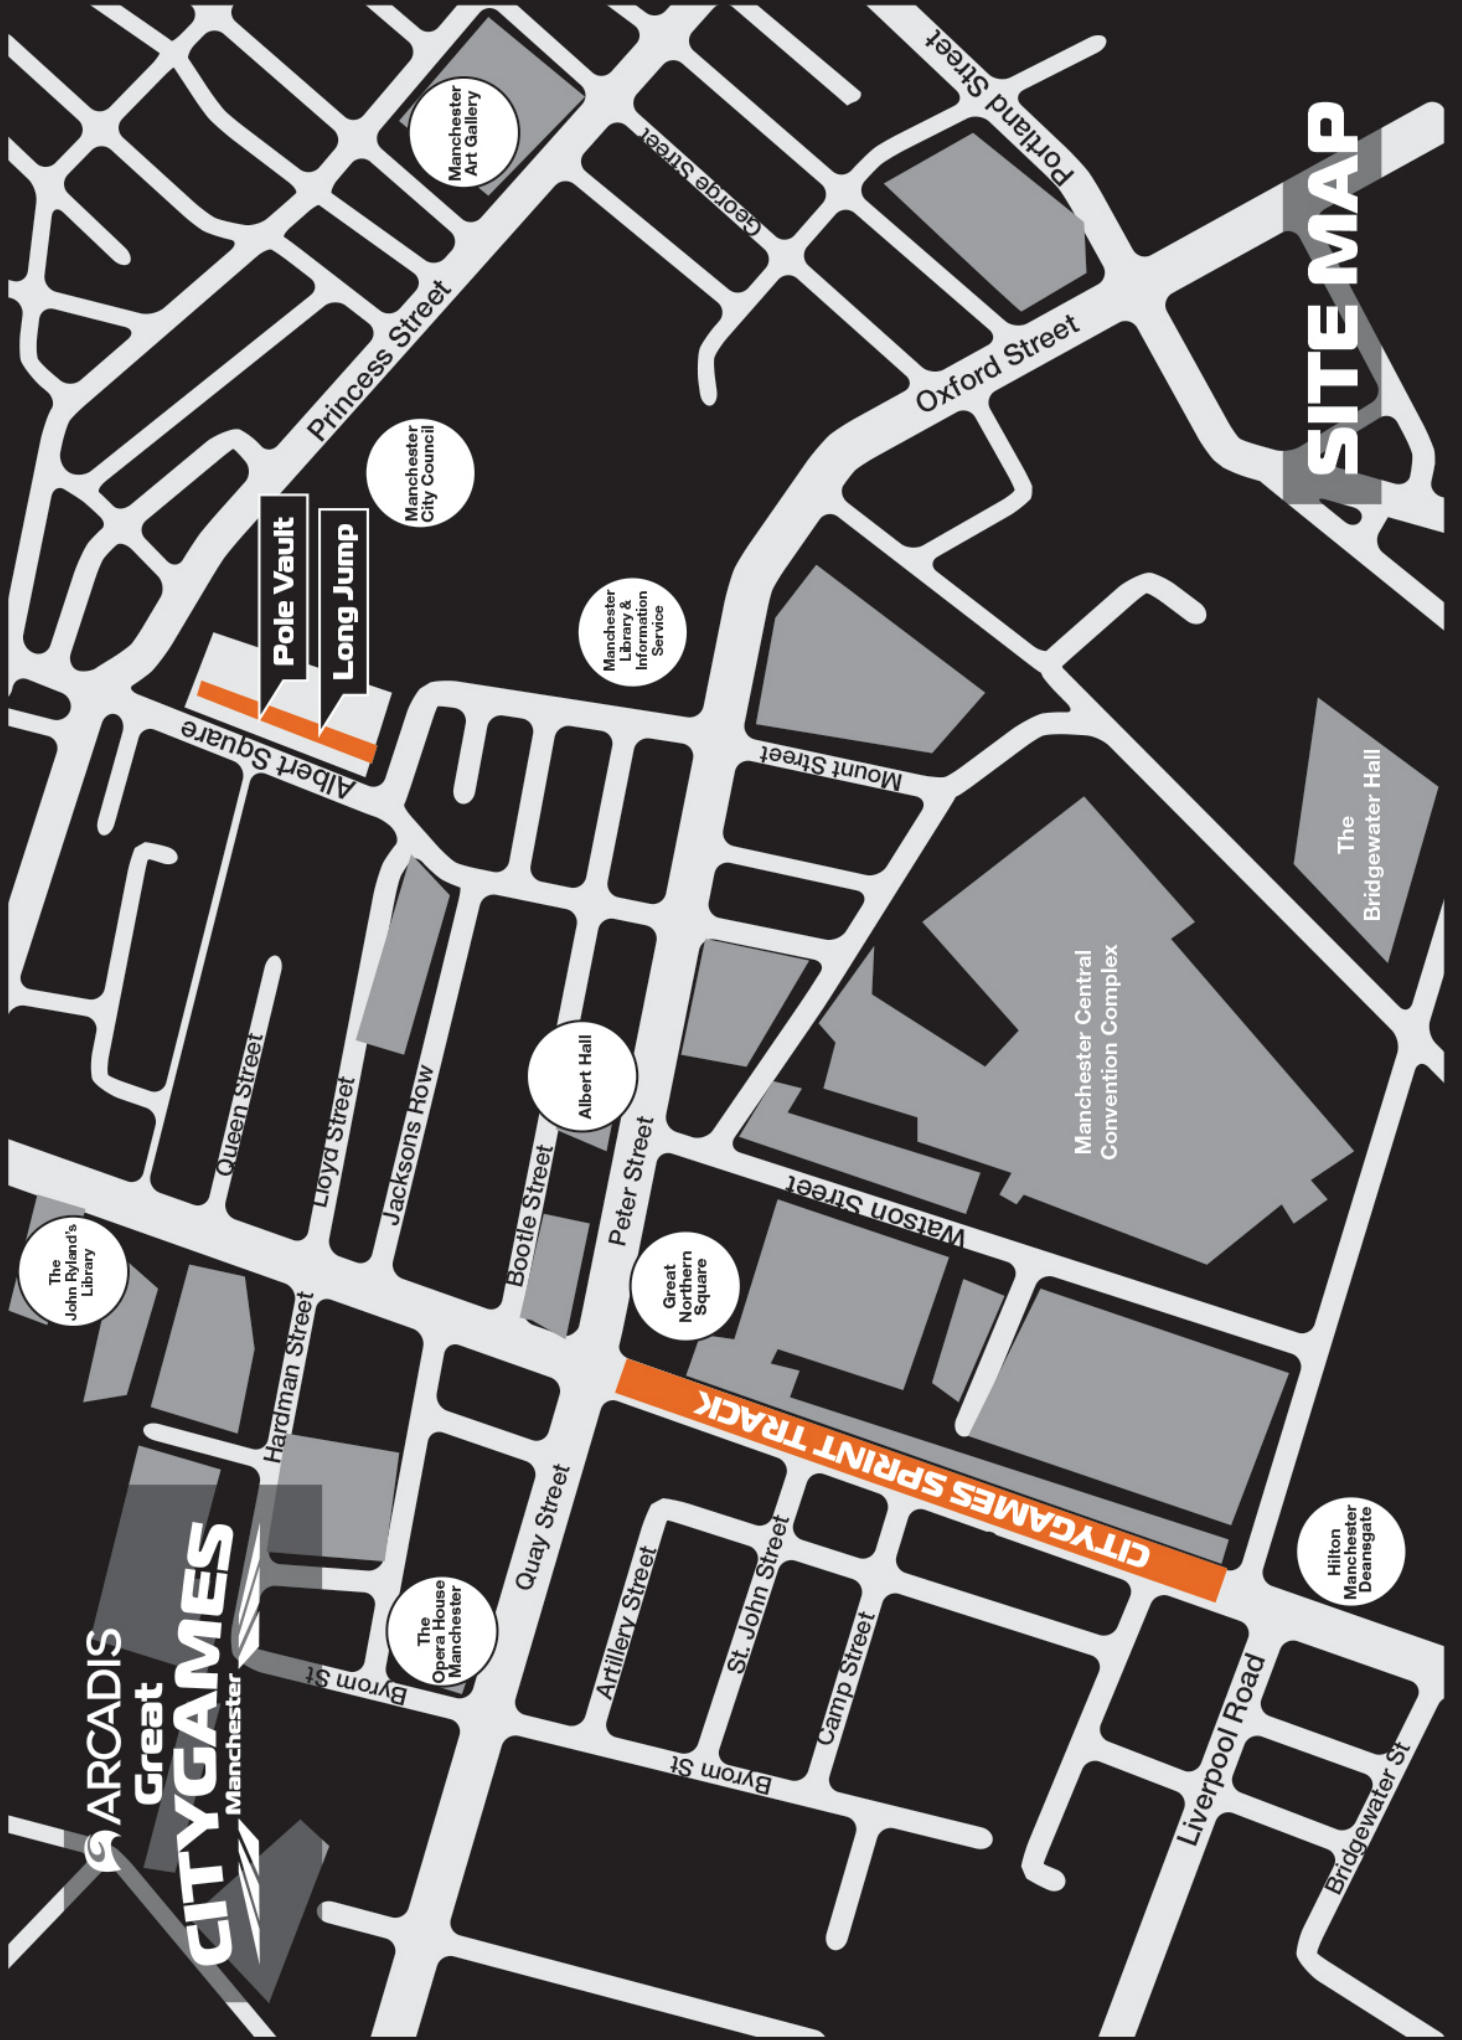 ARCADIS
Great
CITYGAMES
Manchester
SITE MAP
The
John Ryland's
Library
Hardman Street
Queen Street
Lloyd Street
Jacksons Row
Bootle Street
Peter Street
Albert Square
Pole Vault
Long Jump
Princess Street
Manchester
Art Gallery
Manchester
City Council
Manchester
Library &
Information
Service
George Street
Portland Street
Oxford Street
Mount Street
Albert Hall
Great
Northern
Square
Watson Street
Manchester Central
Convention Complex
The
Bridgewater Hall
CITYGAMES SPRINT TRACK
Hilton
Manchester
Deansgate
The
Opera House
Manchester
Byrom St
Quay Street
Artillery Street
St. John Street
Camp Street
Byrom St
Liverpool Road
Bridgewater St